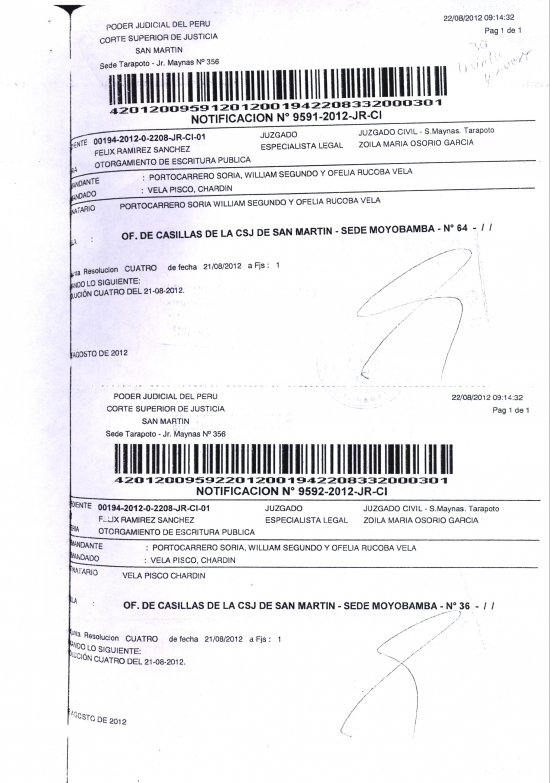 PODER JUDICIAL DEL PERU
CORTE SUPERIOR DE JUSTICIA
SAN MARTIN
Sede Tarapoto - Jr. Maynas Nº 356
22/08/2012 09:14:32
Pag 1 de 1
420120095912012001942208332000301
NOTIFICACION N° 9591-2012-JR-CI
IENTE 00194-2012-0-2208-JR-CI-01 JUZGADO JUZGADO CIVIL - S.Maynas. Tarapoto
FELIX RAMIREZ SANCHEZ ESPECIALISTA LEGAL ZOILA MARIA OSORIO GARCIA
OTORGAMIENTO DE ESCRITURA PUBLICA
MANDANTE : PORTOCARRERO SORIA, WILLIAM SEGUNDO Y OFELIA RUCOBA VELA
MANDADO : VELA PISCO, CHARDIN
NATARIO PORTOCARRERO SORIA WILLIAM SEGUNDO Y OFELIA RUCOBA VELA
OF. DE CASILLAS DE LA CSJ DE SAN MARTIN - SEDE MOYOBAMBA - N° 64 - / /
unta Resolucion CUATRO de fecha 21/08/2012 a Fjs : 1
ANDO LO SIGUIENTE:
LUCIÓN CUATRO DEL 21-08-2012.
AGOSTO DE 2012
PODER JUDICIAL DEL PERU
CORTE SUPERIOR DE JUSTICIA
SAN MARTIN
Sede Tarapoto - Jr. Maynas Nº 356
22/08/2012 09:14:32
Pag 1 de 1
420120095922012001942208332000301
NOTIFICACION N° 9592-2012-JR-CI
DIENTE 00194-2012-0-2208-JR-CI-01 JUZGADO JUZGADO CIVIL - S.Maynas. Tarapoto
FELIX RAMIREZ SANCHEZ ESPECIALISTA LEGAL ZOILA MARIA OSORIO GARCIA
OTORGAMIENTO DE ESCRITURA PUBLICA
MANDANTE : PORTOCARRERO SORIA, WILLIAM SEGUNDO Y OFELIA RUCOBA VELA
MANDADO : VELA PISCO, CHARDIN
NATARIO VELA PISCO CHARDIN
OF. DE CASILLAS DE LA CSJ DE SAN MARTIN - SEDE MOYOBAMBA - N° 36 - / /
unta Resolucion CUATRO de fecha 21/08/2012 a Fjs : 1
ANDO LO SIGUIENTE:
LUCIÓN CUATRO DEL 21-08-2012.
AGOSTO DE 2012